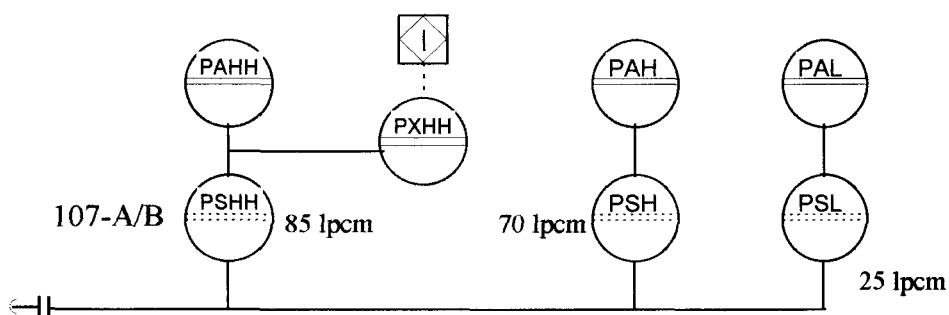 I
PAHH
PAH
PAL
PXHH
PSHH
PSH
PSL
107-A/B
85 lpcm
70 lpcm
25 lpcm